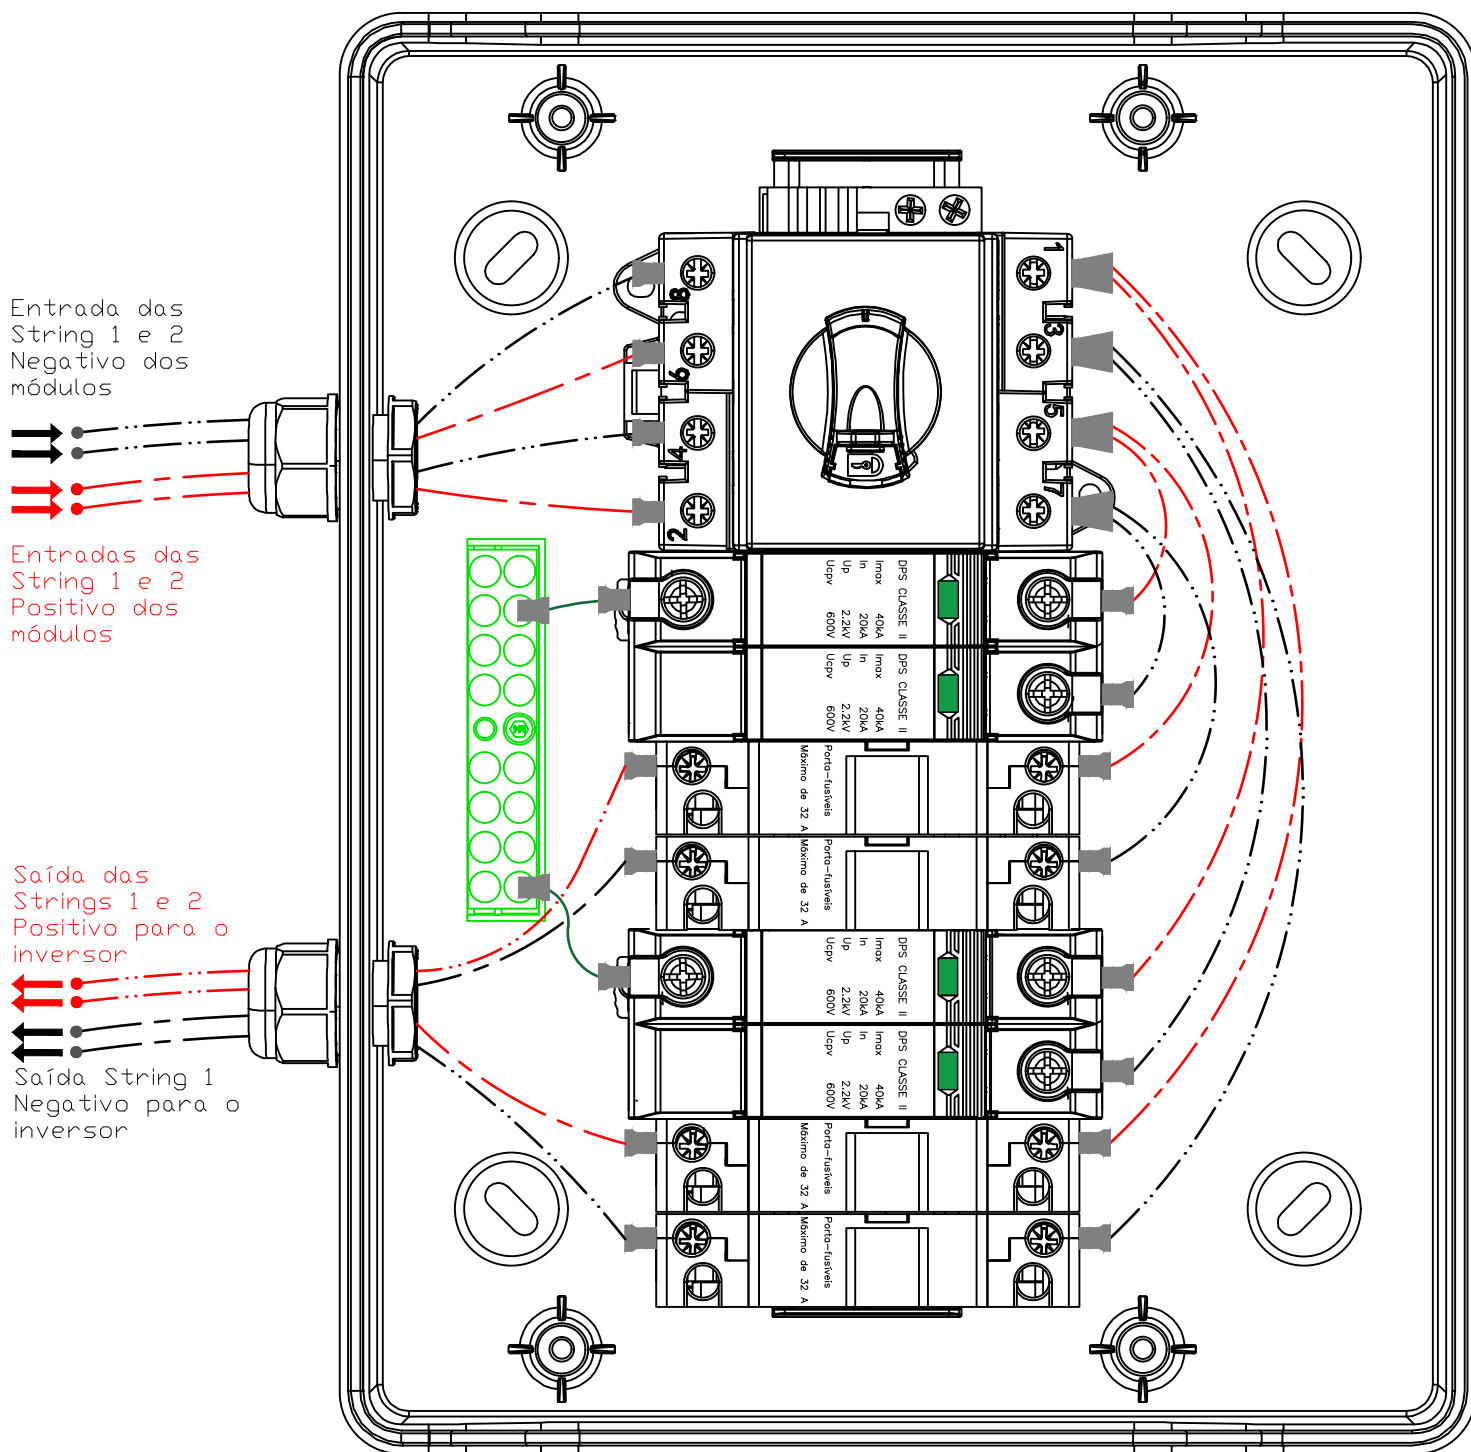 Entrada das
String 1 e 2
Negativo dos
módulos
Entradas das
String 1 e 2
Positivo dos
módulos
Saída das
Strings 1 e 2
Positivo para o
inversor
Saída String 1
Negativo para o
inversor
8
6
4
2
1
3
5
7
DPS CLASSE II
Imax 40kA
In 20kA
Up 2.2kV
Ucpv 600V
DPS CLASSE II
Imax 40kA
In 20kA
Up 2.2kV
Ucpv 600V
Porta-fusíveis
Máximo de 32 A
Porta-fusíveis
Máximo de 32 A
DPS CLASSE II
Imax 40kA
In 20kA
Up 2.2kV
Ucpv 600V
DPS CLASSE II
Imax 40kA
In 20kA
Up 2.2kV
Ucpv 600V
Porta-fusíveis
Máximo de 32 A
Porta-fusíveis
Máximo de 32 A